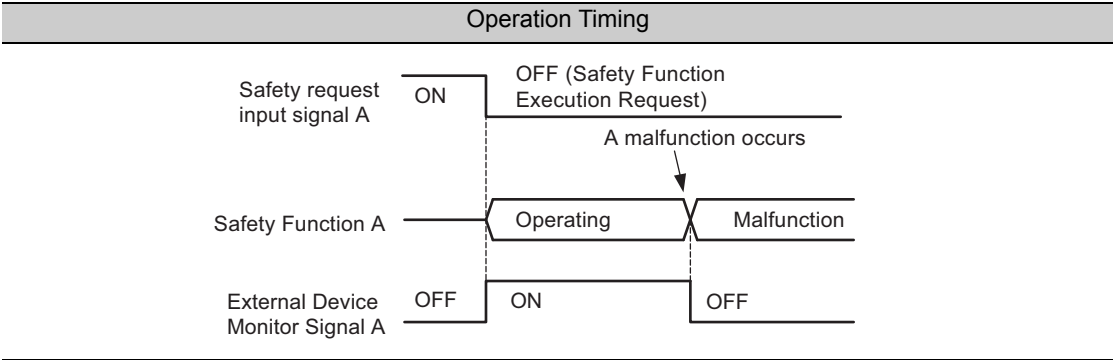 Operation Timing
Safety request
input signal A
ON
OFF (Safety Function
Execution Request)
A malfunction occurs
Safety Function A
Operating
Malfunction
External Device
Monitor Signal A
OFF
ON
OFF